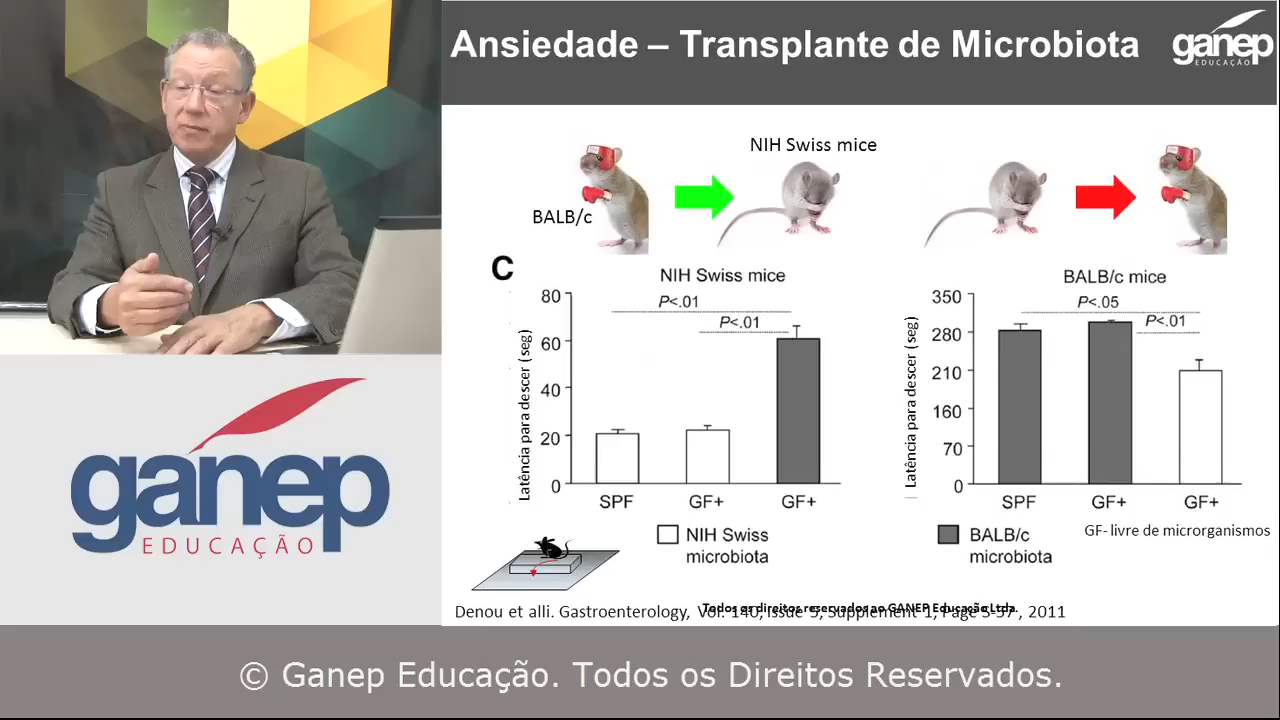 Ansiedade – Transplante de Microbiota
ganep
EDUCAÇÃO
NIH Swiss mice
BALB/c
C
NIH Swiss mice
P<.01
P<.01
80
60
40
20
0
Latência para descer (seg)
SPF
GF+
GF+
BALB/c mice
P<.05
P<.01
350
280
210
160
70
0
Latência para descer (seg)
SPF
GF+
GF+
NIH Swiss
microbiota
BALB/c
microbiota
GF- livre de microrganismos
Todos os direitos reservados ao GANEP Educação Ltda.
Denou et alli. Gastroenterology, Vol. 140, Issue 5, Supplement 1, Page S-57 , 2011
ganep
EDUCAÇÃO
© Ganep Educação. Todos os Direitos Reservados.